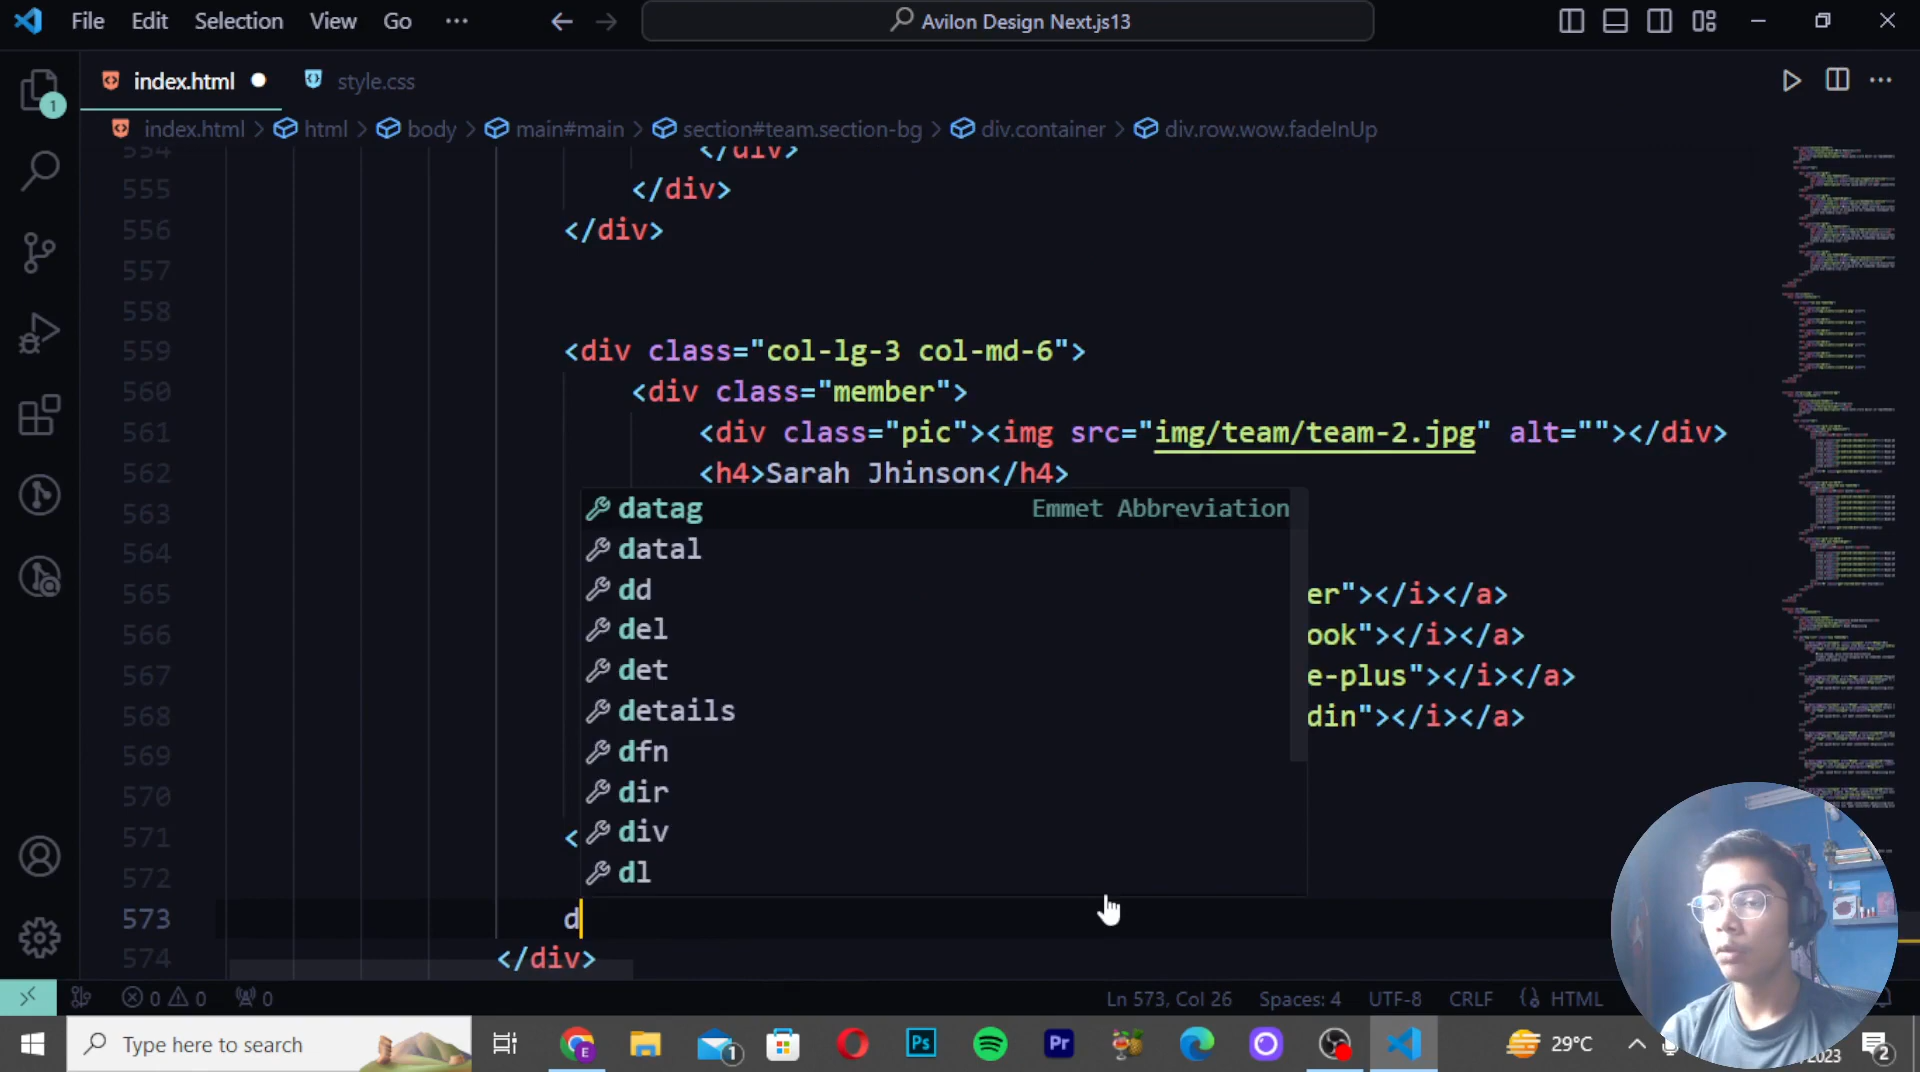 File Edit Selection View Go ··· Avilon Design Next.js13
index.html style.css
index.html > html > body > main#main > section#team.section-bg > div.container > div.row.wow.fadeInUp
554 </div>
555 </div>
556 </div>
557
558
559 <div class="col-lg-3 col-md-6">
560 <div class="member">
561 <div class="pic"><img src="img/team/team-2.jpg" alt=""></div>
562 <h4>Sarah Jhinson</h4>
563 datag Emmet Abbreviation
564 datal
565 dd er"></i></a>
566 del ook"></i></a>
567 det e-plus"></i></a>
568 details din"></i></a>
569 dfn
570 dir
571 < div
572 dl
573 d
574 </div>
0 0 0 Ln 573, Col 26 Spaces: 4 UTF-8 CRLF HTML
Type here to search 1 Ps Pr 29°C 2023 2